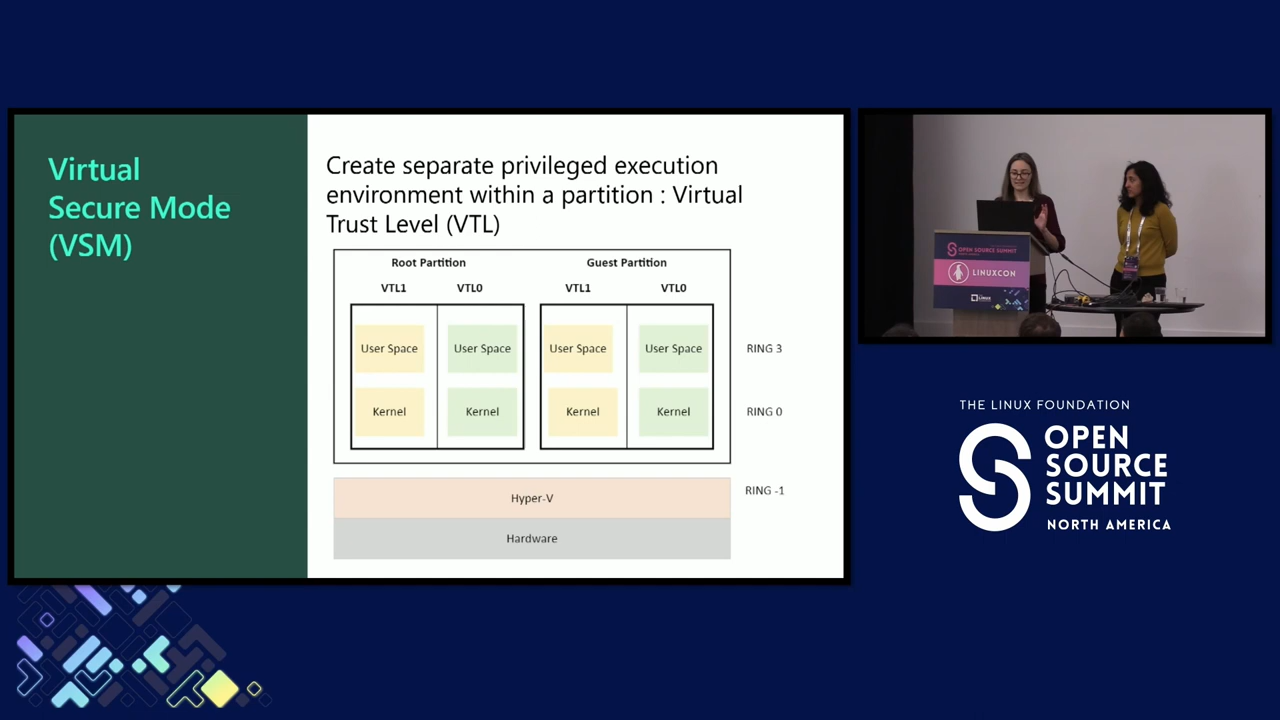 Virtual
Secure Mode
(VSM)
Create separate privileged execution
environment within a partition : Virtual
Trust Level (VTL)
Root Partition
Guest Partition
VTL1
VTL0
VTL1
VTL0
User Space
User Space
User Space
User Space
RING 3
Kernel
Kernel
Kernel
Kernel
RING 0
Hyper-V
RING -1
Hardware
OPEN SOURCE SUMMIT
LINUXCON
THE LINUX FOUNDATION
OPEN
SOURCE
SUMMIT
NORTH AMERICA